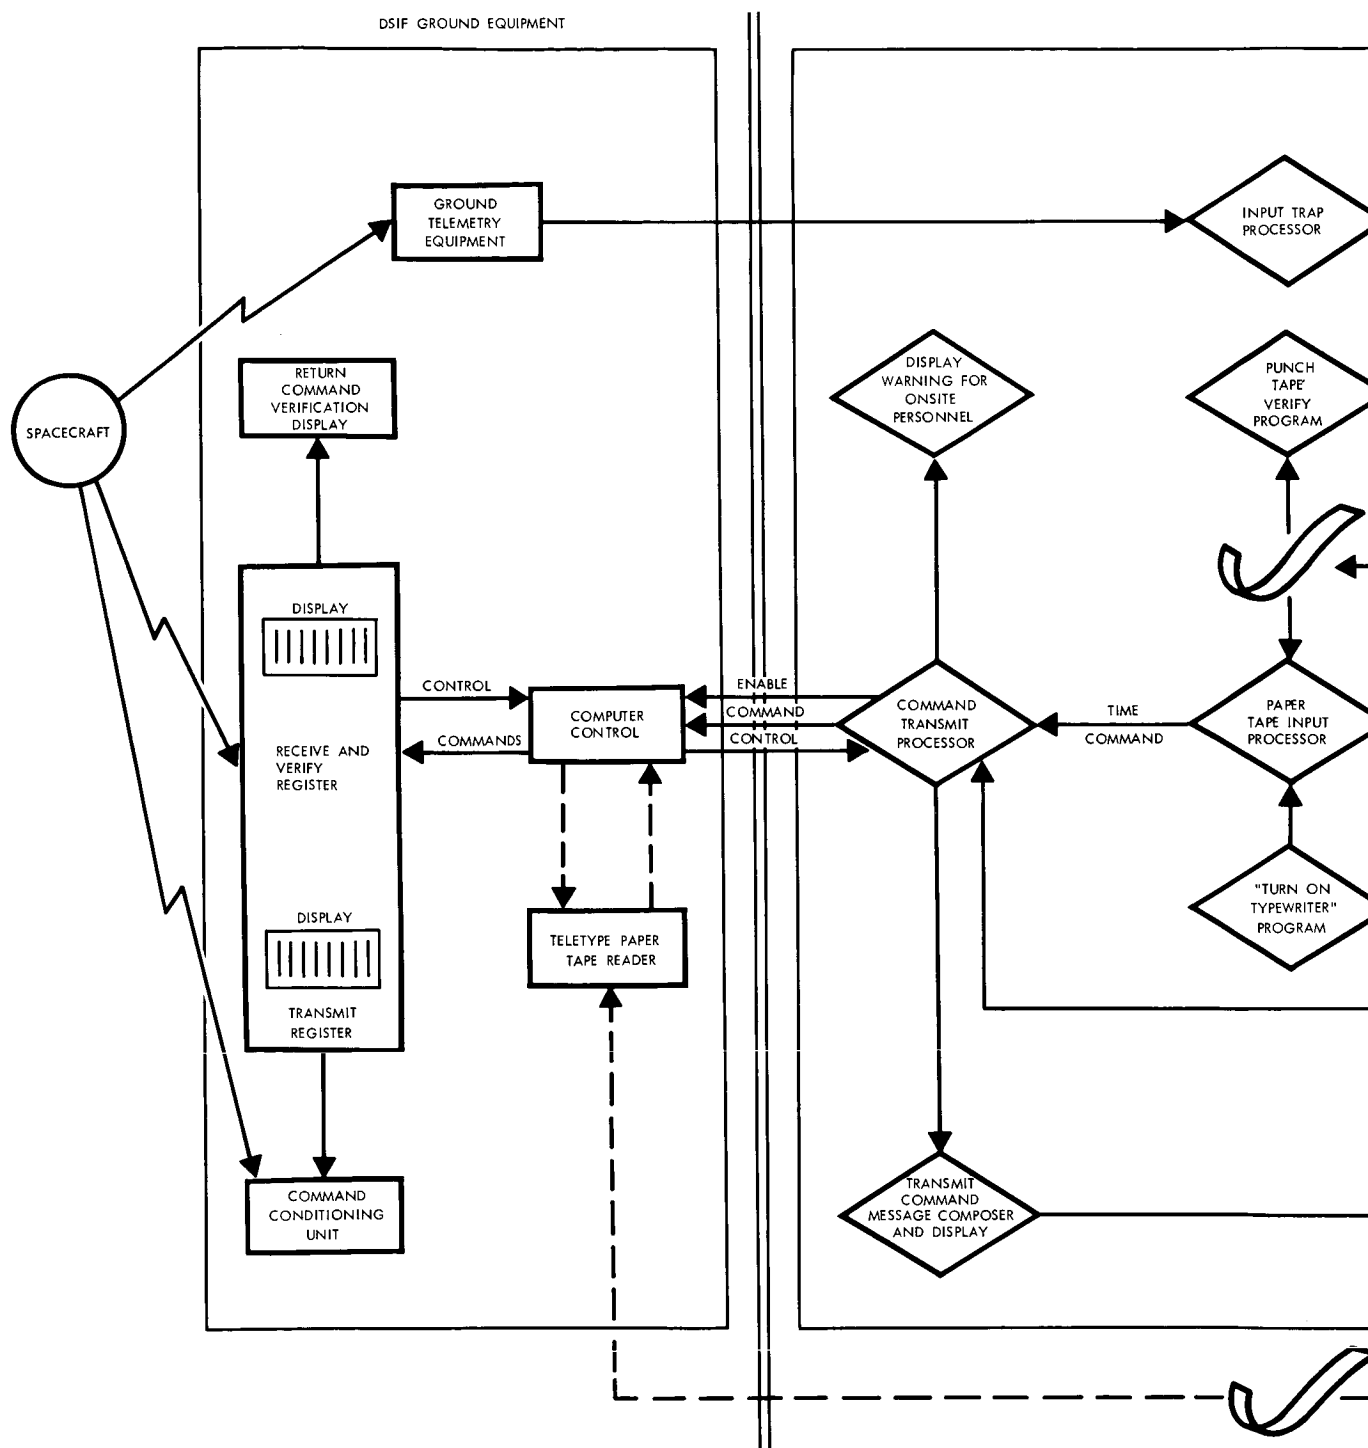 DSIF GROUND EQUIPMENT
GROUND
TELEMETRY
EQUIPMENT
INPUT TRAP
PROCESSOR
RETURN
COMMAND
VERIFICATION
DISPLAY
DISPLAY
WARNING FOR
ONSITE
PERSONNEL
PUNCH
TAPE'
VERIFY
PROGRAM
SPACECRAFT
DISPLAY
RECEIVE AND
VERIFY
REGISTER
DISPLAY
TRANSMIT
REGISTER
CONTROL
COMMANDS
COMPUTER
CONTROL
ENABLE
COMMAND
CONTROL
COMMAND
TRANSMIT
PROCESSOR
TIME
COMMAND
PAPER
TAPE INPUT
PROCESSOR
"TURN ON
TYPEWRITER"
PROGRAM
TELETYPE PAPER
TAPE READER
COMMAND
CONDITIONING
UNIT
TRANSMIT
COMMAND
MESSAGE COMPOSER
AND DISPLAY